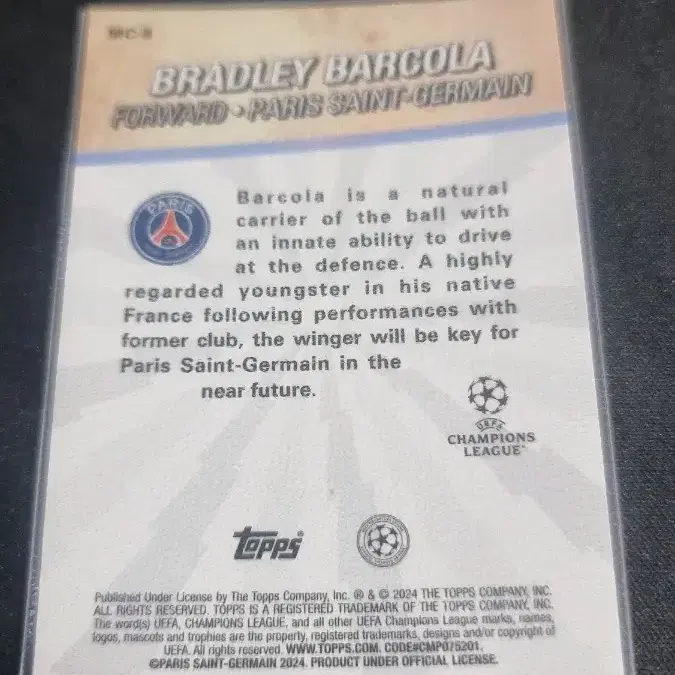 BRADLEY BARCOLA
FORWARD • PARIS SAINT-GERMAIN
PARIS
Barcola is a natural
carrier of the ball with
an innate ability to drive
at the defence. A highly
regarded youngster in his native
France following performances with
former club, the winger will be key for
Paris Saint-Germain in the
near future.
UEFA
CHAMPIONS
LEAGUE
Topps
Published Under License by The Topps Company, Inc. ® & © 2024 THE TOPPS COMPANY, INC.
ALL RIGHTS RESERVED. TOPPS IS A REGISTERED TRADEMARK OF THE TOPPS COMPANY, INC.
The word(s) UEFA, CHAMPIONS LEAGUE, and all other UEFA Champions League marks, names,
logos, mascots and trophies are the property, registered trademarks, designs and/or copyright of
UEFA. All rights reserved. WWW.TOPPS.COM. CODE#CMP075201.
©PARIS SAINT-GERMAIN 2024. PRODUCT UNDER OFFICIAL LICENSE.